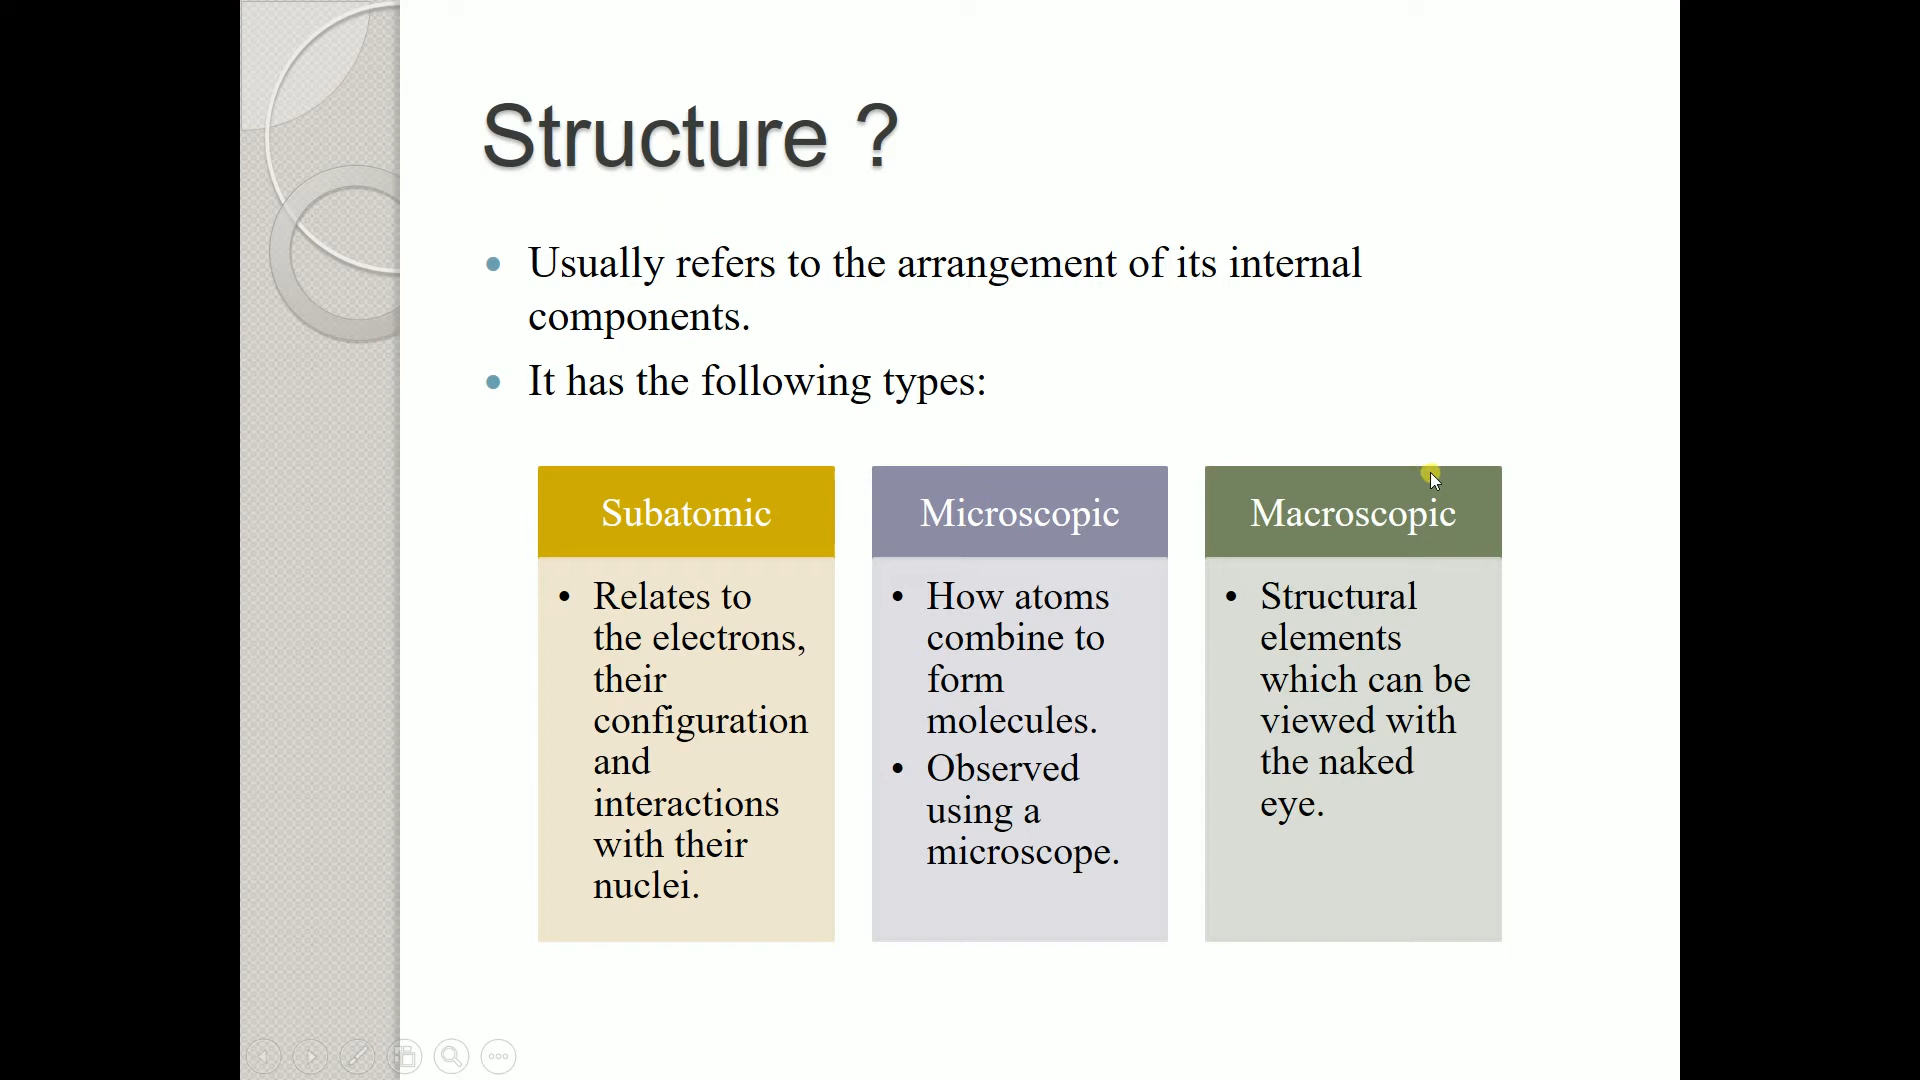 Structure ?
Usually refers to the arrangement of its internal
components.
It has the following types:
Subatomic
Relates to
the electrons,
their
configuration
and
interactions
with their
nuclei.
Microscopic
How atoms
combine to
form
molecules.
Observed
using a
microscope.
Macroscopic
Structural
elements
which can be
viewed with
the naked
eye.